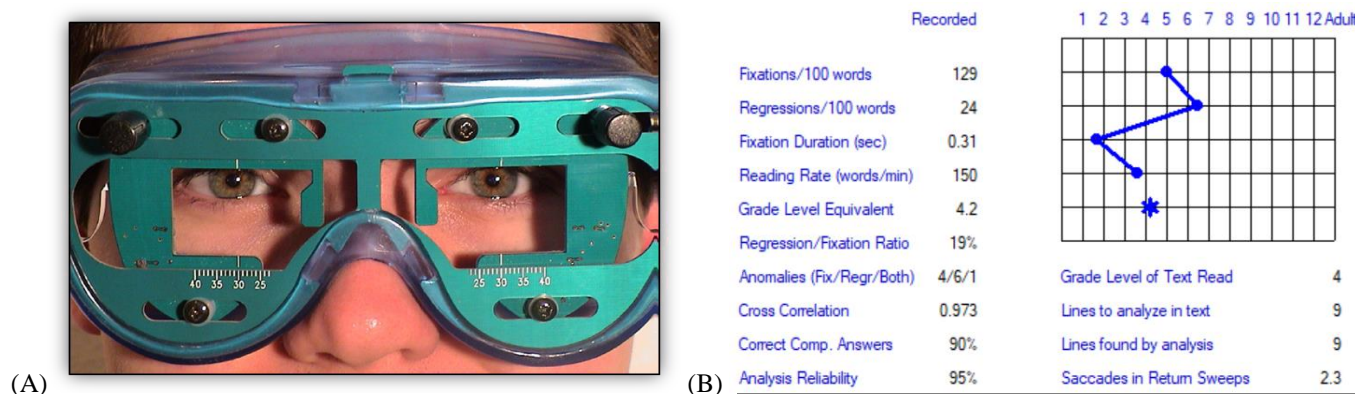 Recorded
1 2 3 4 5 6 7 8 9 10 11 12 Adult
Fixations/100 words 129
Regressions/100 words 24
Fixation Duration (sec) 0.31
Reading Rate (words/min) 150
Grade Level Equivalent 4.2
Regression/Fixation Ratio 19%
Anomalies (Fix/Regr/Both) 4/6/1
Grade Level of Text Read 4
40 35 30 25
25 30 35 40
Cross Correlation 0.973
Lines to analyze in text 9
Correct Comp. Answers 90%
Lines found by analysis 9
(A)
(B)
Analysis Reliability 95%
Saccades in Return Sweeps 2.3